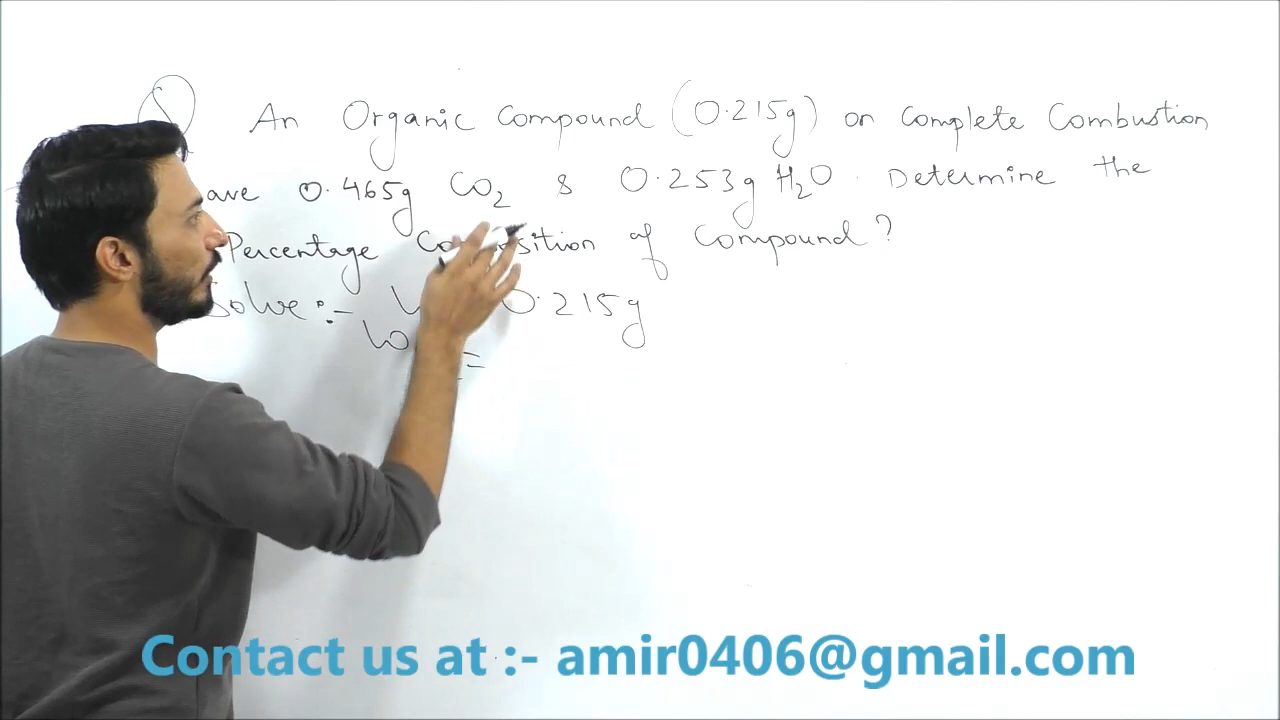 Q An Organic Compound (0.215g) on Complete Combustion
ave 0.465g CO2 & 0.253g H2O. Determine the
Percentage Composition of Compound?
Solve :- 0.215g
=
Contact us at :- amir0406@gmail.com